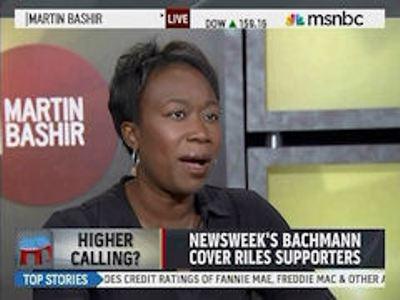 MARTIN BASHIR
LIVE
DOW ▲ 159.16
msnbc
MARTIN
BASHIR
HIGHER
CALLING?
NEWSWEEK'S BACHMANN
COVER RILES SUPPORTERS
TOP STORIES
DES CREDIT RATINGS OF FANNIE MAE, FREDDIE MAC & OTHER